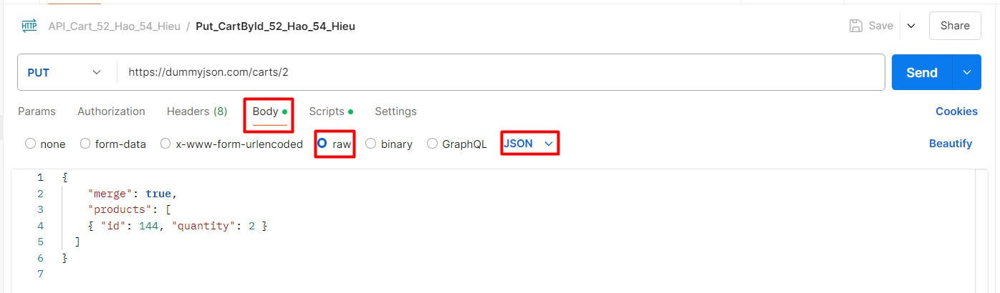 HTTP API_Cart_52_Hao_54_Hieu / Put_CartById_52_Hao_54_Hieu Save Share
PUT https://dummyjson.com/carts/2 Send
Params Authorization Headers (8) Body Scripts Settings Cookies
none form-data x-www-form-urlencoded raw binary GraphQL JSON Beautify
1 {
2 "merge": true,
3 "products": [
4 { "id": 144, "quantity": 2 }
5 ]
6 }
7